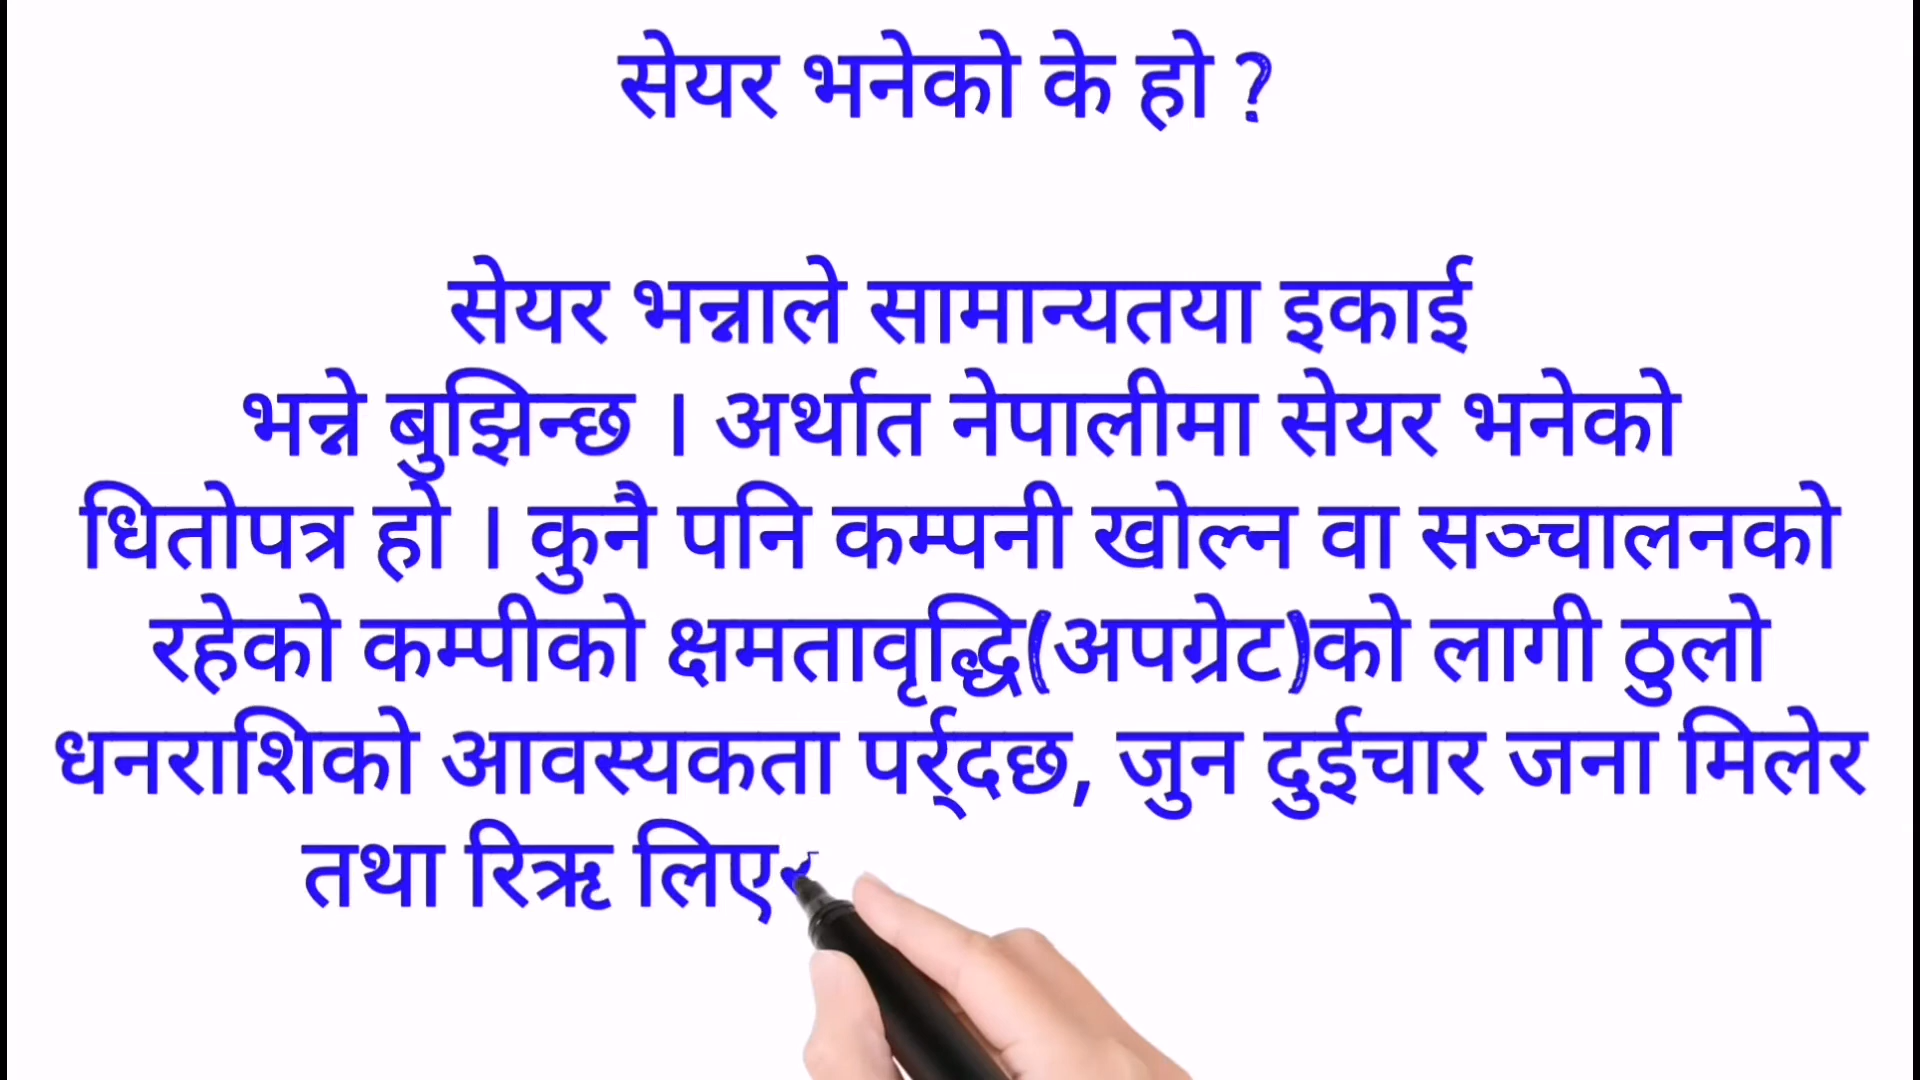 सेयर भनेको के हो ?
सेयर भन्नाले सामान्यतया इकाई
भन्ने बुझिन्छ । अर्थात नेपालीमा सेयर भनेको
धितोपत्र हो । कुनै पनि कम्पनी खोल्न वा सञ्चालनको
रहेको कम्पीको क्षमतावृद्धि(अपग्रेट)को लागी ठुलो
धनराशिको आवस्यकता पर्र्दछ, जुन दुईचार जना मिलेर
तथा रिऋ लिए